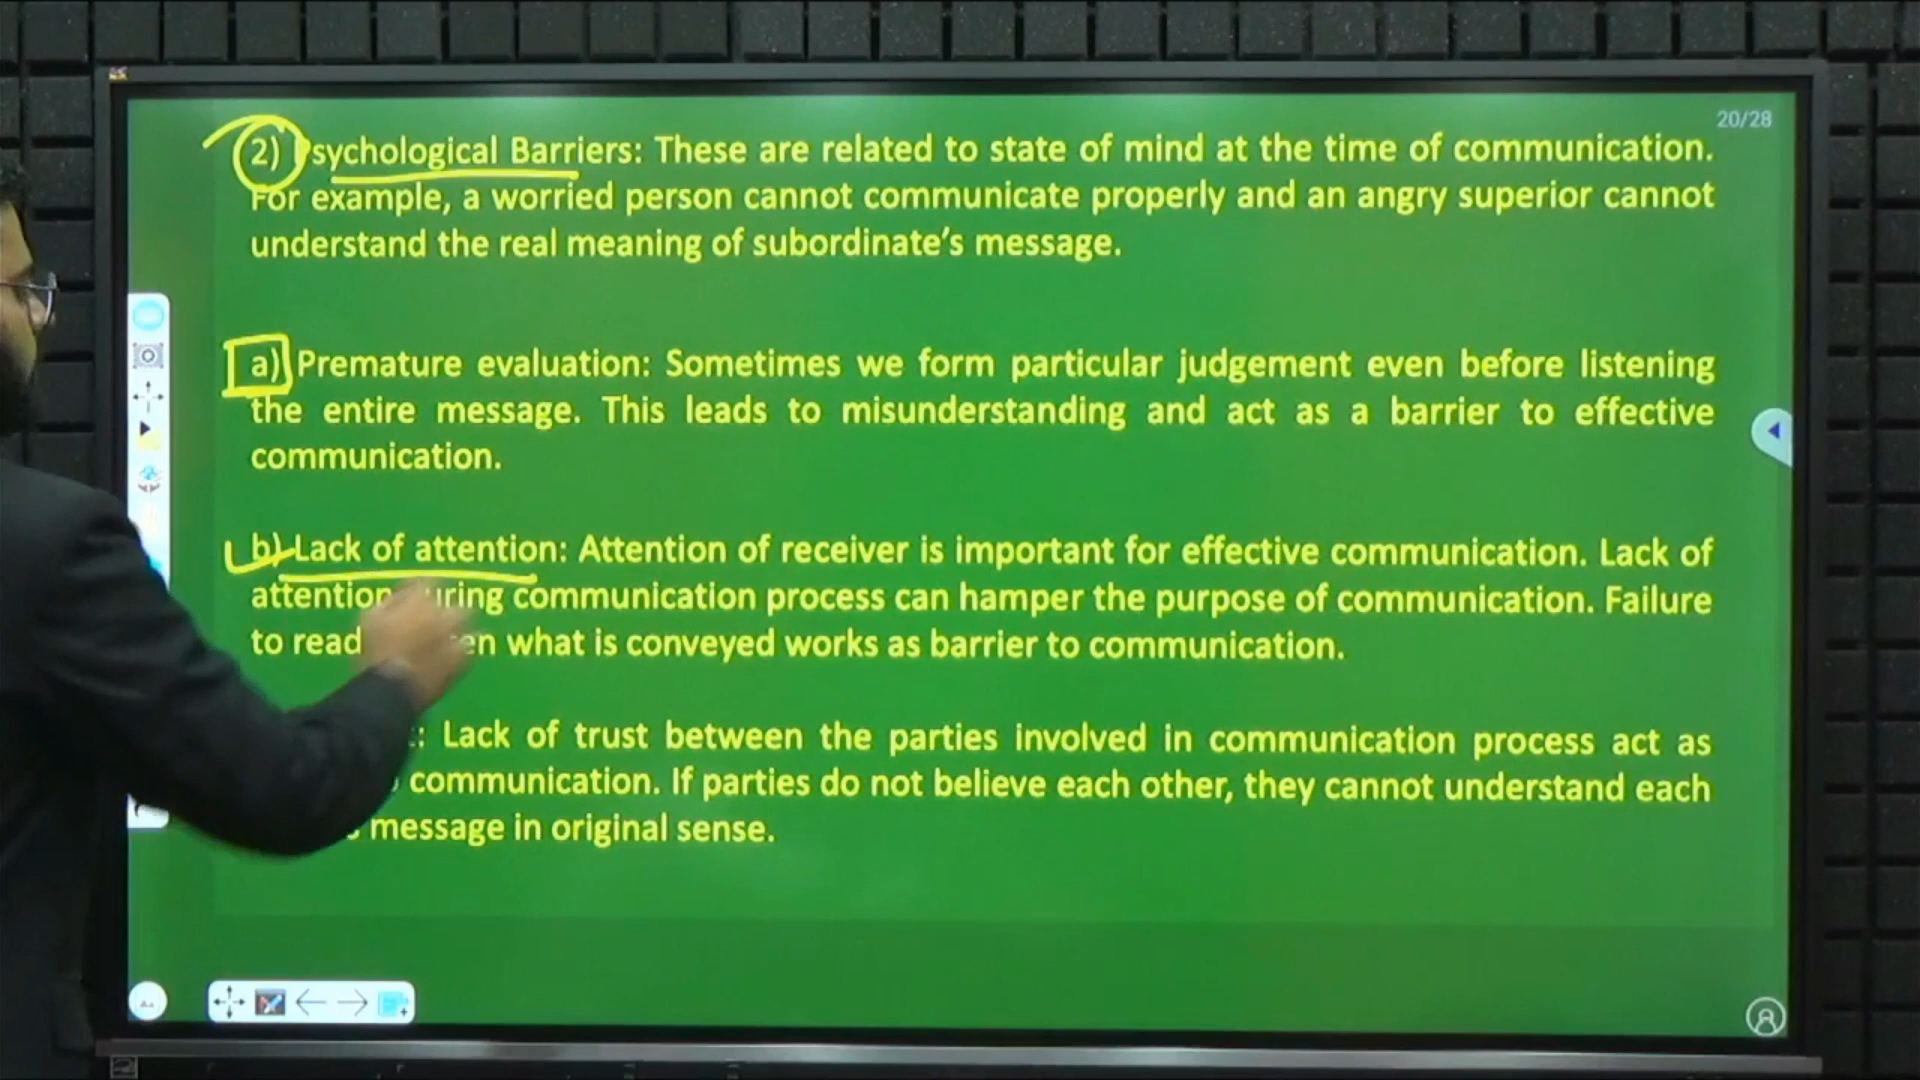 20/28
2) Psychological Barriers: These are related to state of mind at the time of communication.
For example, a worried person cannot communicate properly and an angry superior cannot
understand the real meaning of subordinate's message.
a) Premature evaluation: Sometimes we form particular judgement even before listening
the entire message. This leads to misunderstanding and act as a barrier to effective
communication.
b) Lack of attention: Attention of receiver is important for effective communication. Lack of
attention communication process can hamper the purpose of communication. Failure
to read what is conveyed works as barrier to communication.
: Lack of trust between the parties involved in communication process act as
communication. If parties do not believe each other, they cannot understand each
message in original sense.